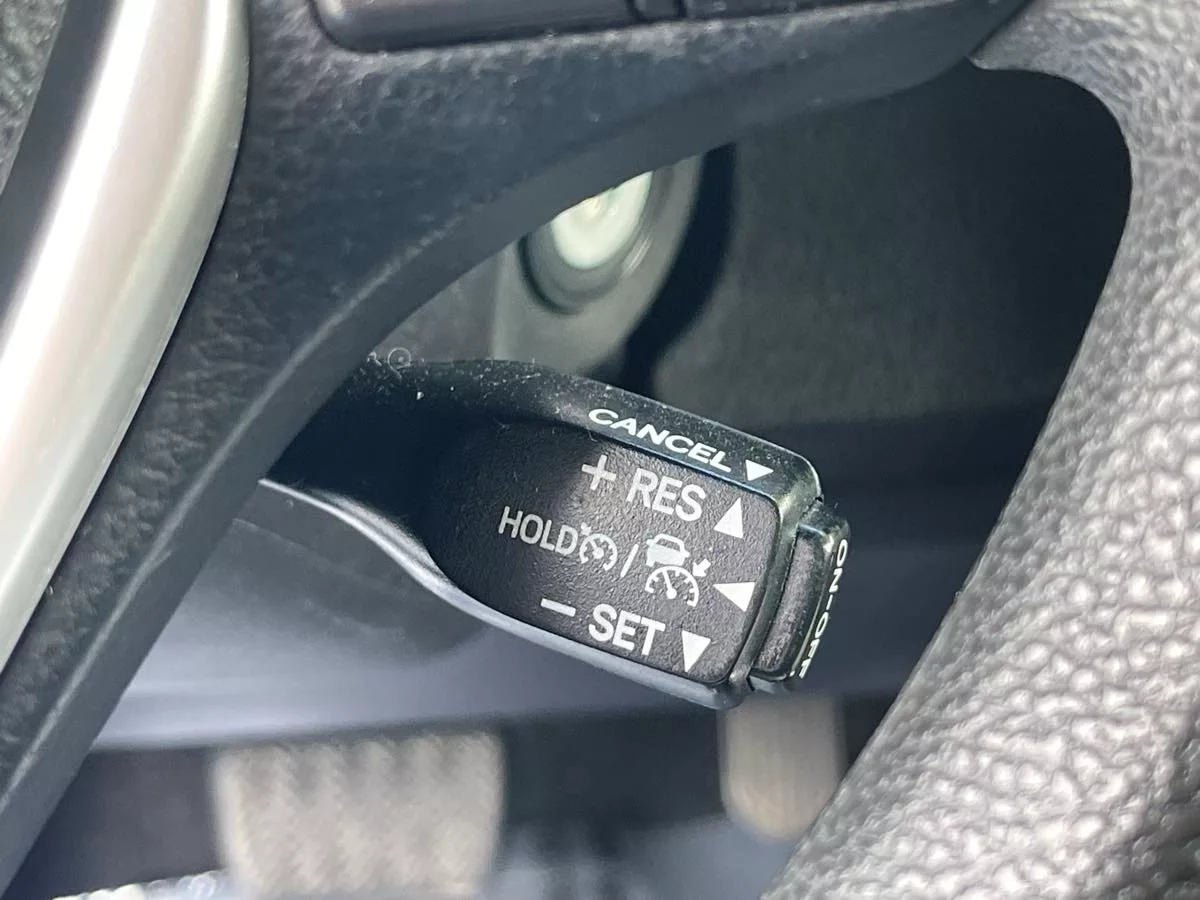 CANCEL ▼
+ RES ▲
HOLD / ◀
− SET ▼
ON-OFF